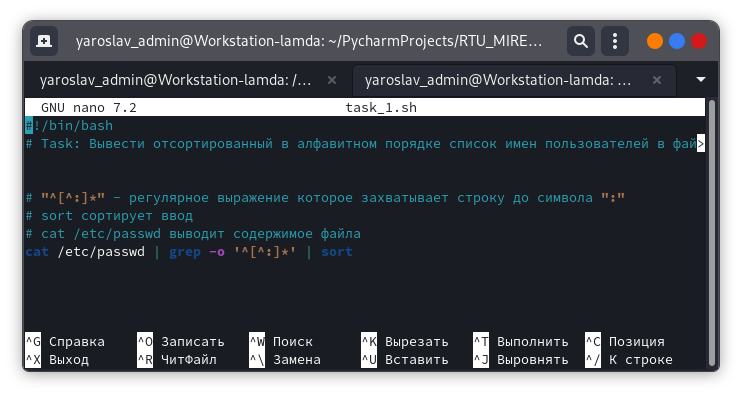 yaroslav_admin@Workstation-lamda: ~/PycharmProjects/RTU_MIRE...
yaroslav_admin@Workstation-lamda: /... × yaroslav_admin@Workstation-lamda: ... ×
GNU nano 7.2 task_1.sh
#!/bin/bash
# Task: Вывести отсортированный в алфавитном порядке список имен пользователей в фай>
# "^[^:]*" - регулярное выражение которое захватывает строку до символа ":"
# sort сортирует ввод
# cat /etc/passwd выводит содержимое файла
cat /etc/passwd | grep -o '^[^:]*' | sort
^G Справка ^O Записать ^W Поиск ^K Вырезать ^T Выполнить ^C Позиция
^X Выход ^R ЧитФайл ^\ Замена ^U Вставить ^J Выровнять ^/ К строке